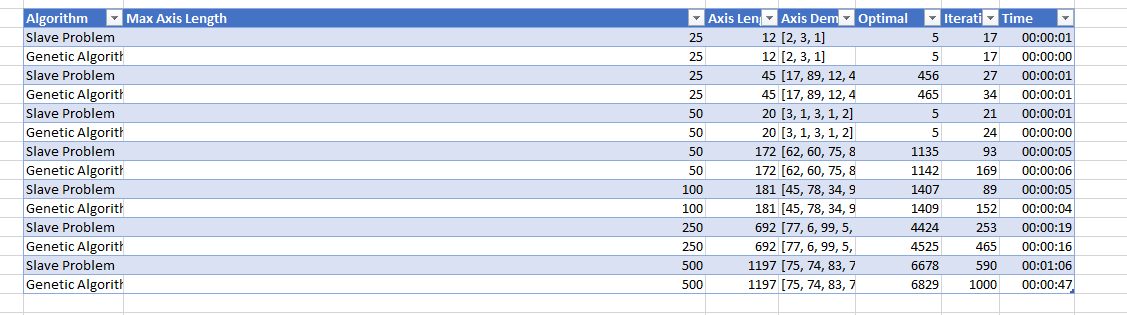 Algorithm Max Axis Length Axis Len Axis Dem Optimal Iterati Time
Slave Problem 25 12 [2, 3, 1] 5 17 00:00:01
Genetic Algorith 25 12 [2, 3, 1] 5 17 00:00:00
Slave Problem 25 45 [17, 89, 12, 4 456 27 00:00:01
Genetic Algorith 25 45 [17, 89, 12, 4 465 34 00:00:01
Slave Problem 50 20 [3, 1, 3, 1, 2] 5 21 00:00:01
Genetic Algorith 50 20 [3, 1, 3, 1, 2] 5 24 00:00:00
Slave Problem 50 172 [62, 60, 75, 8 1135 93 00:00:05
Genetic Algorith 50 172 [62, 60, 75, 8 1142 169 00:00:06
Slave Problem 100 181 [45, 78, 34, 9 1407 89 00:00:05
Genetic Algorith 100 181 [45, 78, 34, 9 1409 152 00:00:04
Slave Problem 250 692 [77, 6, 99, 5, 4424 253 00:00:19
Genetic Algorith 250 692 [77, 6, 99, 5, 4525 465 00:00:16
Slave Problem 500 1197 [75, 74, 83, 7 6678 590 00:01:06
Genetic Algorith 500 1197 [75, 74, 83, 7 6829 1000 00:00:47